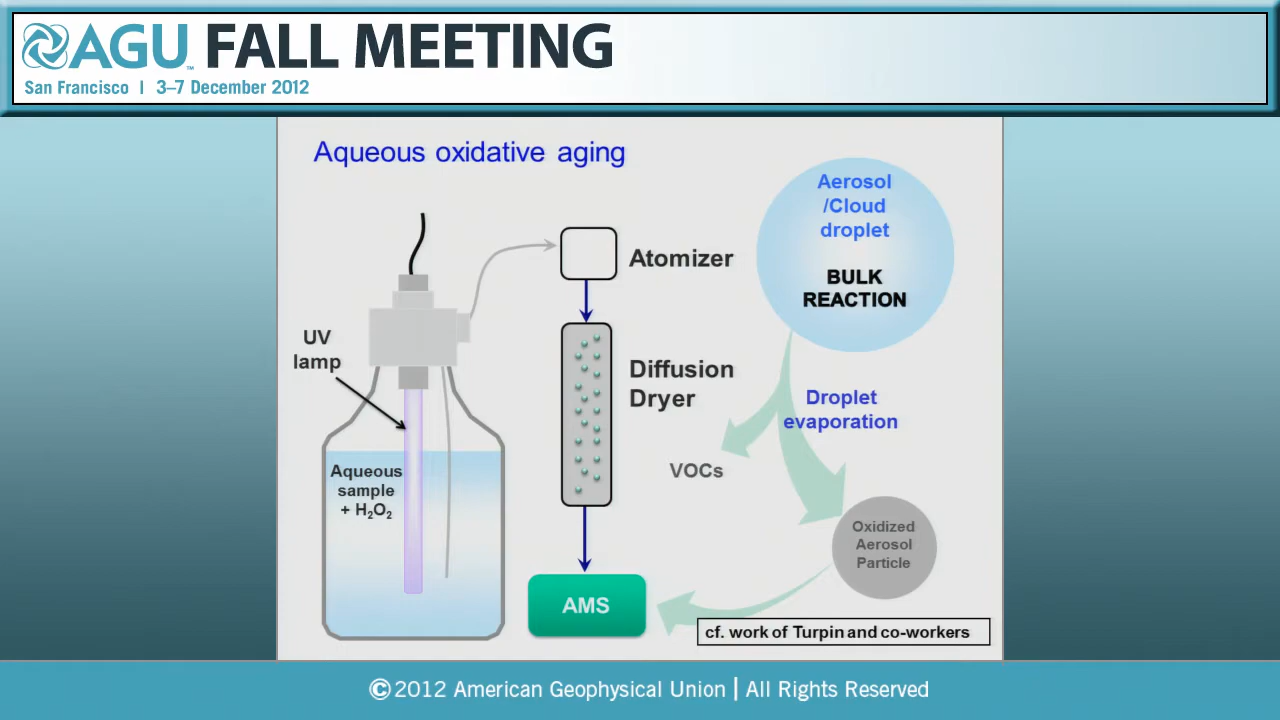 AGU™ FALL MEETING
San Francisco | 3–7 December 2012
Aqueous oxidative aging
Aerosol
/Cloud
droplet
BULK
REACTION
Atomizer
UV
lamp
Diffusion
Dryer
Droplet
evaporation
VOCs
Aqueous
sample
+ H₂O₂
Oxidized
Aerosol
Particle
AMS
cf. work of Turpin and co-workers
©2012 American Geophysical Union | All Rights Reserved